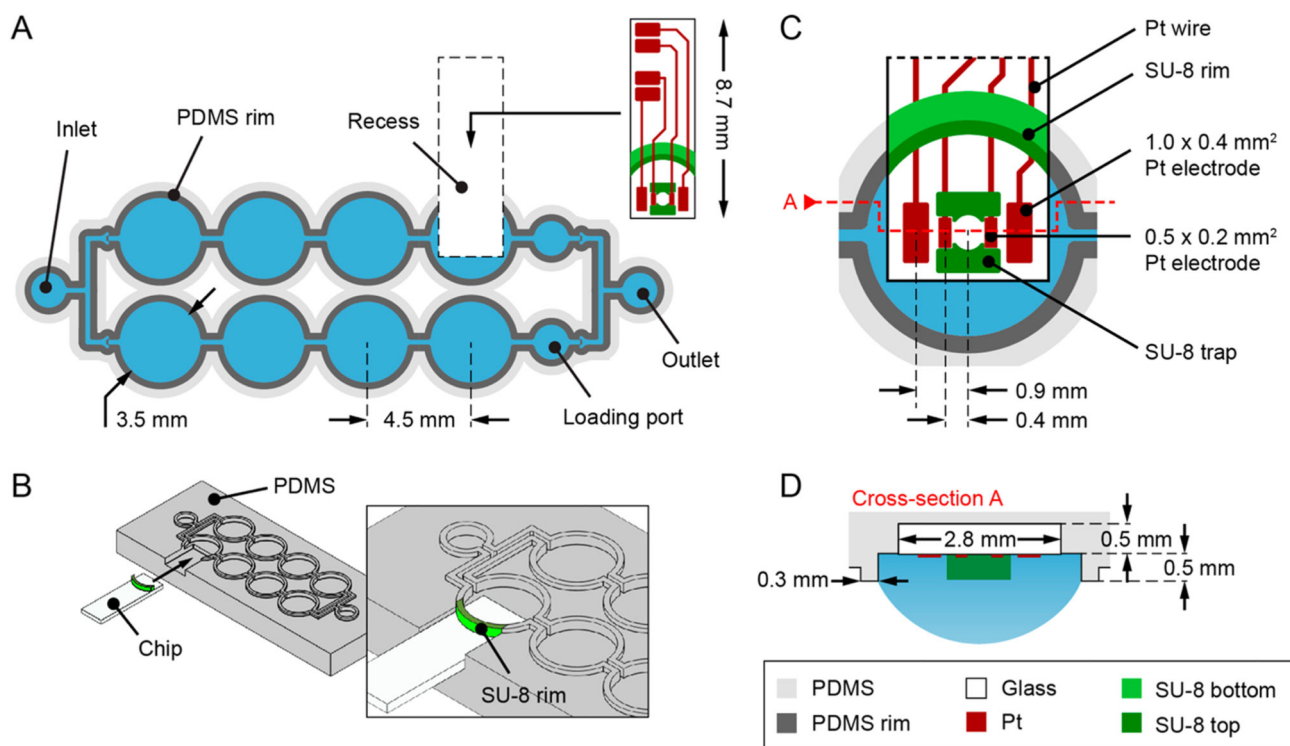 A
Inlet
PDMS rim
Recess
8.7 mm
3.5 mm
4.5 mm
Loading port
Outlet
B
PDMS
Chip
SU-8 rim
C
Pt wire
SU-8 rim
1.0 x 0.4 mm²
Pt electrode
A
0.5 x 0.2 mm²
Pt electrode
SU-8 trap
0.9 mm
0.4 mm
D
Cross-section A
2.8 mm
0.5 mm
0.5 mm
0.3 mm
PDMS
Glass
SU-8 bottom
PDMS rim
Pt
SU-8 top